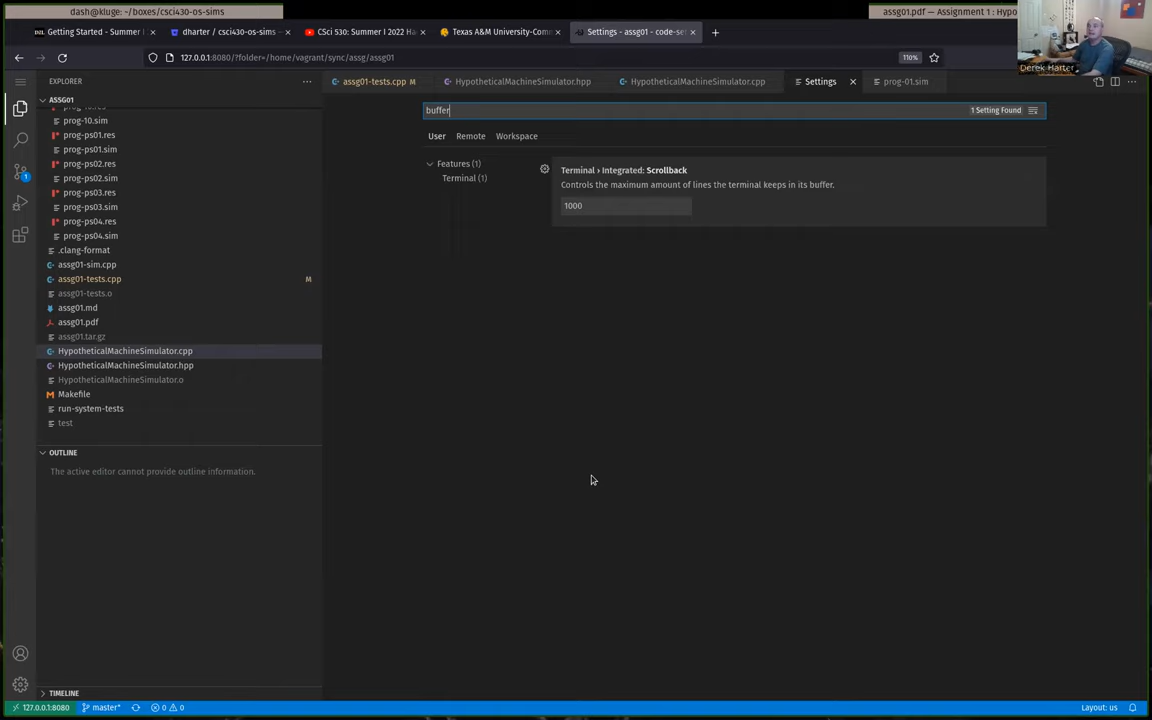 dash@kluge: ~/boxes/csci430-os-sims
assg01.pdf — Assignment 1 : Hypo
Getting Started - Summer I
dharter / csci430-os-sims —
CSci 530: Summer I 2022 Ha
Texas A&M University-Comm
Settings - assg01 - code-se
127.0.0.1:8080/?folder=/home/vagrant/sync/assg/assg01
110%
Derek Harter
EXPLORER
assg01-tests.cpp M
HypotheticalMachineSimulator.hpp
HypotheticalMachineSimulator.cpp
Settings
prog-01.sim
ASSG01
prog-10.res
prog-10.sim
prog-ps01.res
prog-ps01.sim
prog-ps02.res
prog-ps02.sim
prog-ps03.res
prog-ps03.sim
prog-ps04.res
prog-ps04.sim
.clang-format
assg01-sim.cpp
assg01-tests.cpp M
assg01-tests.o
assg01.md
assg01.pdf
assg01.tar.gz
HypotheticalMachineSimulator.cpp
HypotheticalMachineSimulator.hpp
HypotheticalMachineSimulator.o
Makefile
run-system-tests
test
OUTLINE
The active editor cannot provide outline information.
TIMELINE
buffer
1 Setting Found
User Remote Workspace
Features (1)
Terminal (1)
Terminal › Integrated: Scrollback
Controls the maximum amount of lines the terminal keeps in its buffer.
1000
127.0.0.1:8080
master*
0 0
Layout: us